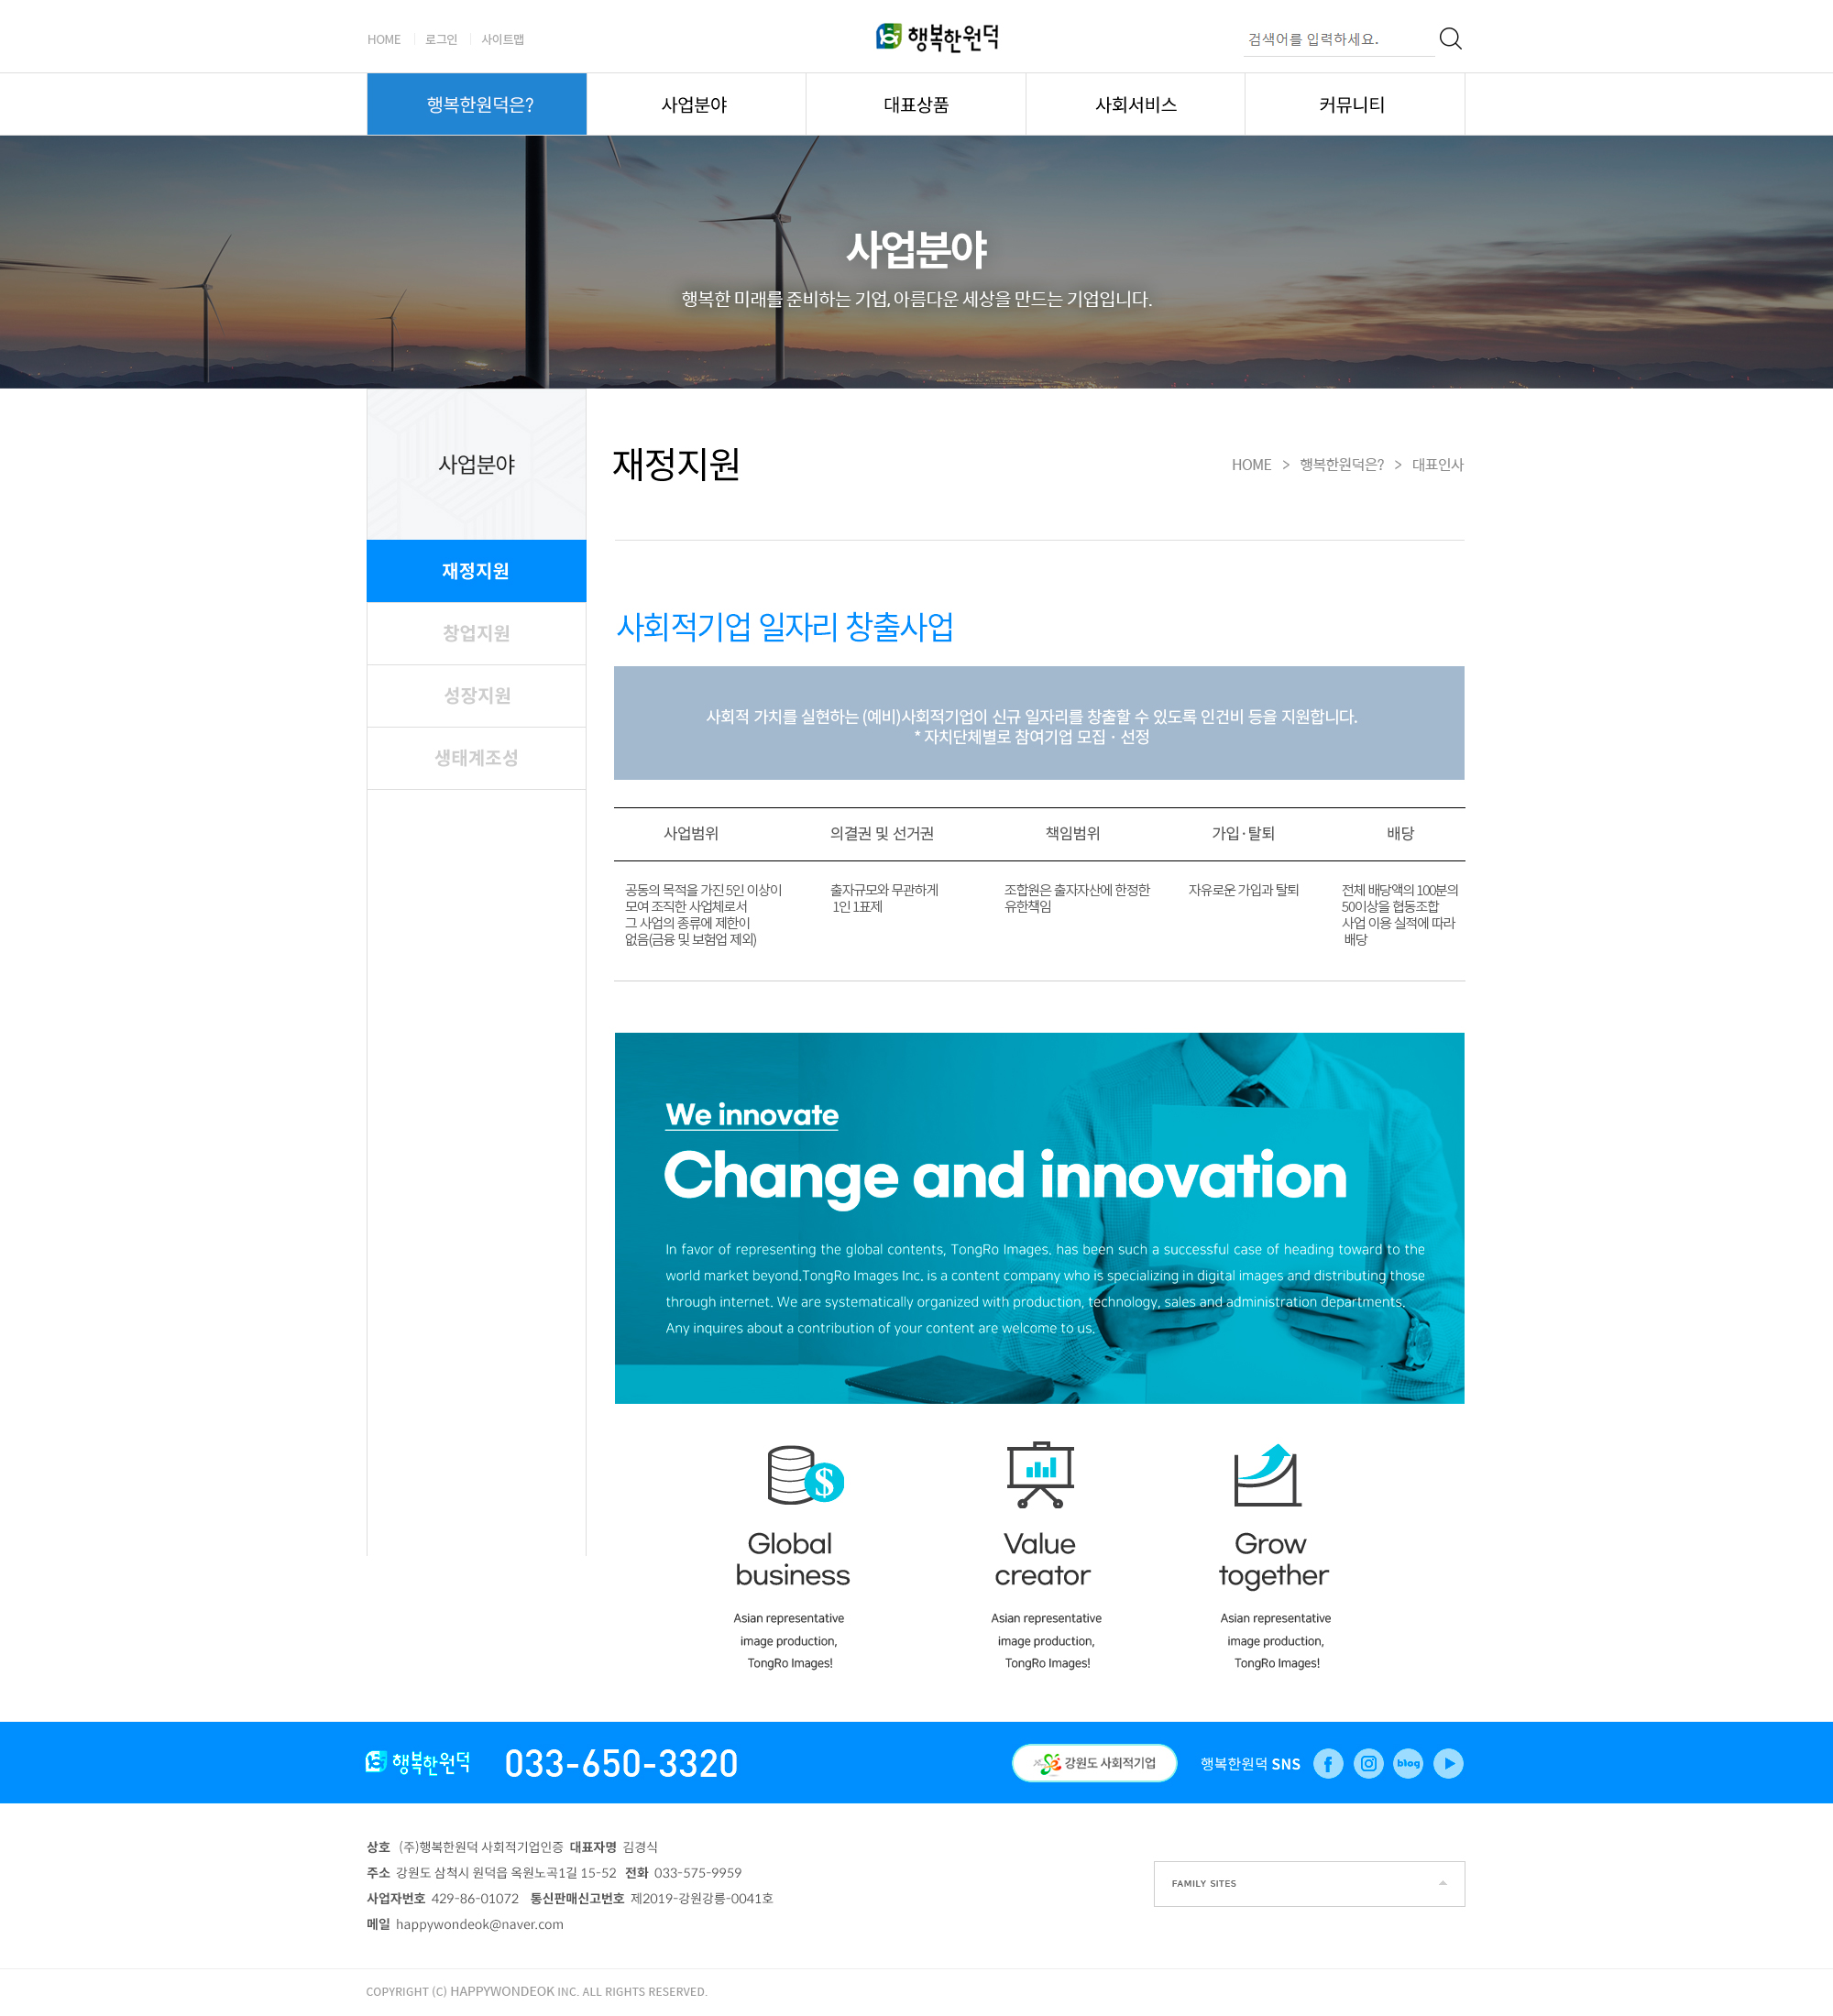 HOME 로그인 사이트맵
행복한원덕
검색어를 입력하세요.
행복한원덕은? 사업분야 대표상품 사회서비스 커뮤니티
사업분야
행복한 미래를 준비하는 기업, 아름다운 세상을 만드는 기업입니다.
사업분야
재정지원
창업지원
성장지원
생태계조성
재정지원
HOME > 행복한원덕은? > 대표인사
사회적기업 일자리 창출사업
사회적 가치를 실현하는 (예비)사회적기업이 신규 일자리를 창출할 수 있도록 인건비 등을 지원합니다.
* 자치단체별로 참여기업 모집 · 선정
사업범위 의결권 및 선거권 책임범위 가입·탈퇴 배당
공동의 목적을 가진 5인 이상이
모여 조직한 사업체로서
그 사업의 종류에 제한이
없음(금융 및 보험업 제외)
출자규모와 무관하게
1인 1표제
조합원은 출자자산에 한정한
유한책임
자유로운 가입과 탈퇴
전체 배당액의 100분의
50이상을 협동조합
사업 이용 실적에 따라
배당
We innovate
Change and innovation
In favor of representing the global contents, TongRo Images. has been such a successful case of heading toward to the
world market beyond.TongRo Images Inc. is a content company who is specializing in digital images and distributing those
through internet. We are systematically organized with production, technology, sales and administration departments.
Any inquires about a contribution of your content are welcome to us.
$
Global
business
Asian representative
image production,
TongRo Images!
Value
creator
Asian representative
image production,
TongRo Images!
Grow
together
Asian representative
image production,
TongRo Images!
행복한원덕
033-650-3320
강원도 사회적기업
행복한원덕 SNS
f
blog
상호 (주)행복한원덕 사회적기업인증 대표자명 김경식
주소 강원도 삼척시 원덕읍 옥원노곡1길 15-52 전화 033-575-9959
사업자번호 429-86-01072 통신판매신고번호 제2019-강원강릉-0041호
메일 happywondeok@naver.com
FAMILY SITES
COPYRIGHT (C) HAPPYWONDEOK INC. ALL RIGHTS RESERVED.